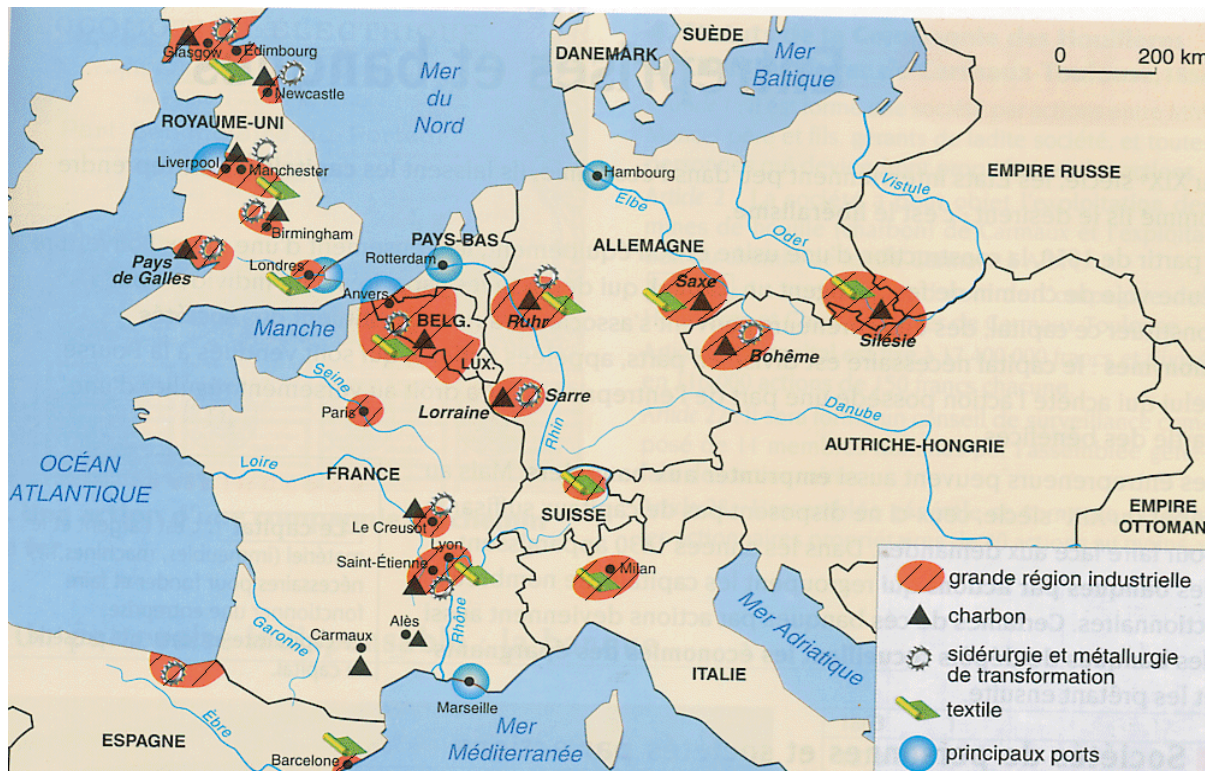 DANEMARK
SUÈDE
Mer
Baltique
0
200 km
Glasgow
Édimbourg
Mer
du
Nord
Newcastle
ROYAUME-UNI
EMPIRE RUSSE
Liverpool
Manchester
Hambourg
Vistule
Elbe
Birmingham
PAYS-BAS
ALLEMAGNE
Oder
Pays
de Galles
Londres
Rotterdam
Anvers
Saxe
Manche
BELG.
Ruhr
Silésie
Bohême
LUX.
Seine
Paris
Lorraine
Sarre
Rhin
Danube
AUTRICHE-HONGRIE
Loire
OCÉAN
ATLANTIQUE
FRANCE
EMPIRE
OTTOMAN
Le Creusot
SUISSE
Lyon
Saint-Étienne
Milan
Rhône
Alès
Garonne
Carmaux
Mer Adriatique
ITALIE
Marseille
Mer
Méditerranée
Èbre
ESPAGNE
Barcelone
grande région industrielle
charbon
sidérurgie et métallurgie
de transformation
textile
principaux ports